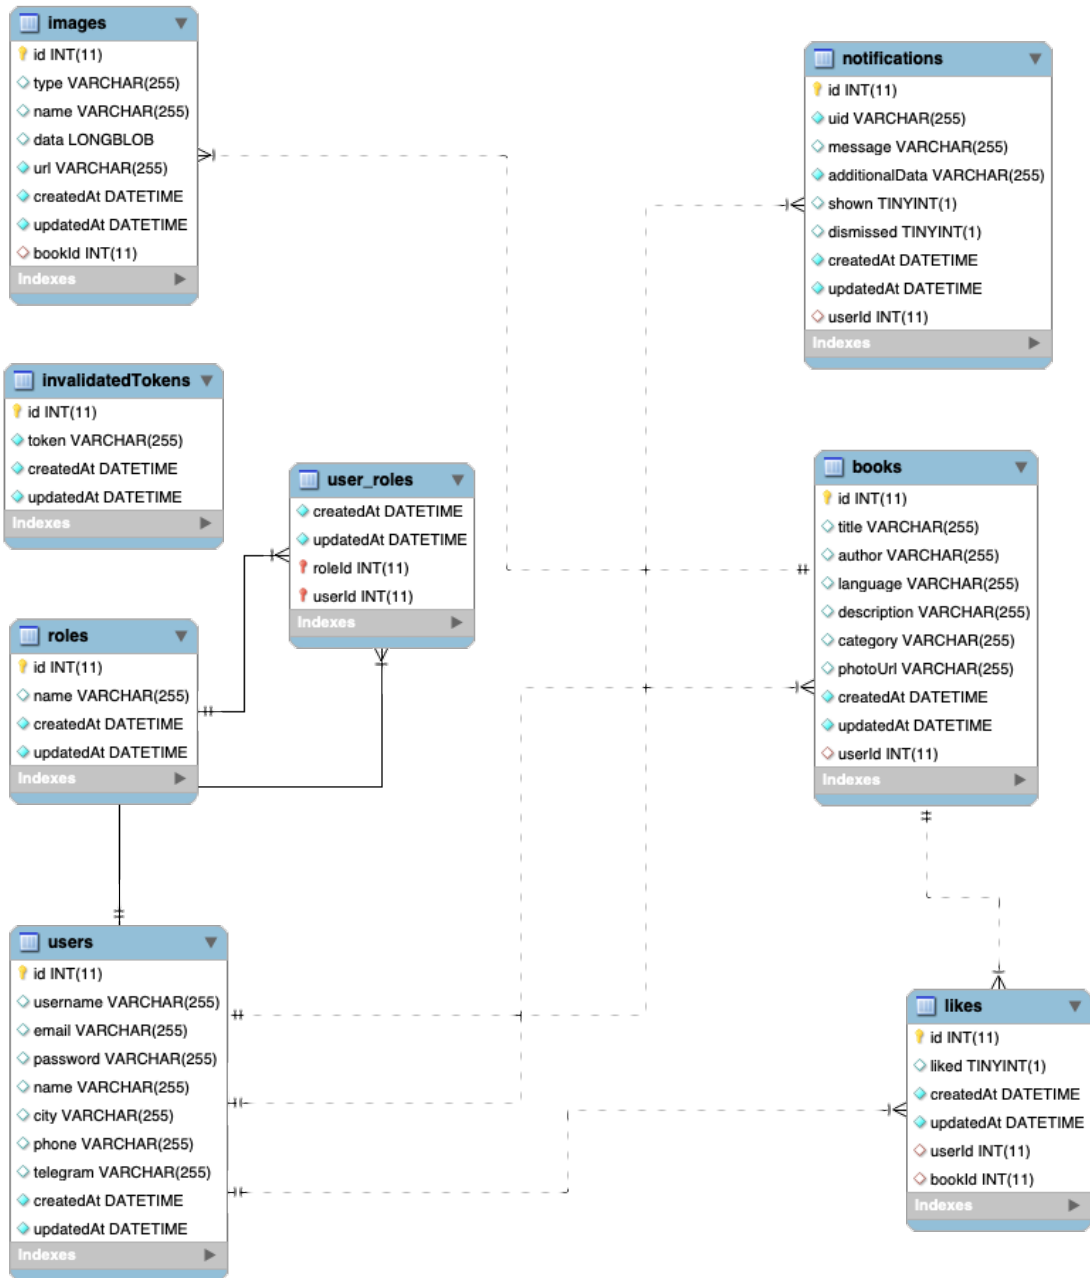 images
id INT(11)
type VARCHAR(255)
name VARCHAR(255)
data LONGBLOB
url VARCHAR(255)
createdAt DATETIME
updatedAt DATETIME
bookId INT(11)
Indexes
notifications
id INT(11)
uid VARCHAR(255)
message VARCHAR(255)
additionalData VARCHAR(255)
shown TINYINT(1)
dismissed TINYINT(1)
createdAt DATETIME
updatedAt DATETIME
userId INT(11)
Indexes
invalidatedTokens
id INT(11)
token VARCHAR(255)
createdAt DATETIME
updatedAt DATETIME
Indexes
user_roles
createdAt DATETIME
updatedAt DATETIME
roleId INT(11)
userId INT(11)
Indexes
books
id INT(11)
title VARCHAR(255)
author VARCHAR(255)
language VARCHAR(255)
description VARCHAR(255)
category VARCHAR(255)
photoUrl VARCHAR(255)
createdAt DATETIME
updatedAt DATETIME
userId INT(11)
Indexes
roles
id INT(11)
name VARCHAR(255)
createdAt DATETIME
updatedAt DATETIME
Indexes
users
id INT(11)
username VARCHAR(255)
email VARCHAR(255)
password VARCHAR(255)
name VARCHAR(255)
city VARCHAR(255)
phone VARCHAR(255)
telegram VARCHAR(255)
createdAt DATETIME
updatedAt DATETIME
Indexes
likes
id INT(11)
liked TINYINT(1)
createdAt DATETIME
updatedAt DATETIME
userId INT(11)
bookId INT(11)
Indexes